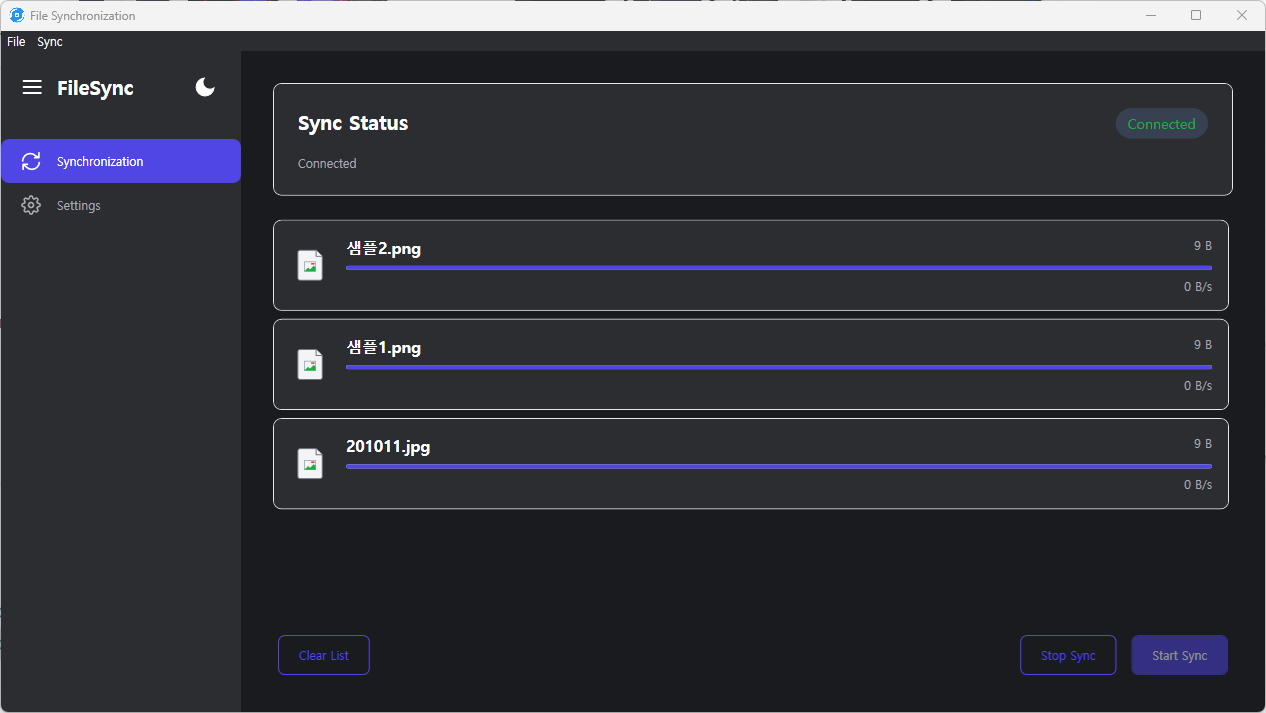 File Synchronization
File Sync
FileSync
Synchronization
Settings
Sync Status
Connected
Connected
샘플2.png
9 B
0 B/s
샘플1.png
9 B
0 B/s
201011.jpg
9 B
0 B/s
Clear List
Stop Sync
Start Sync